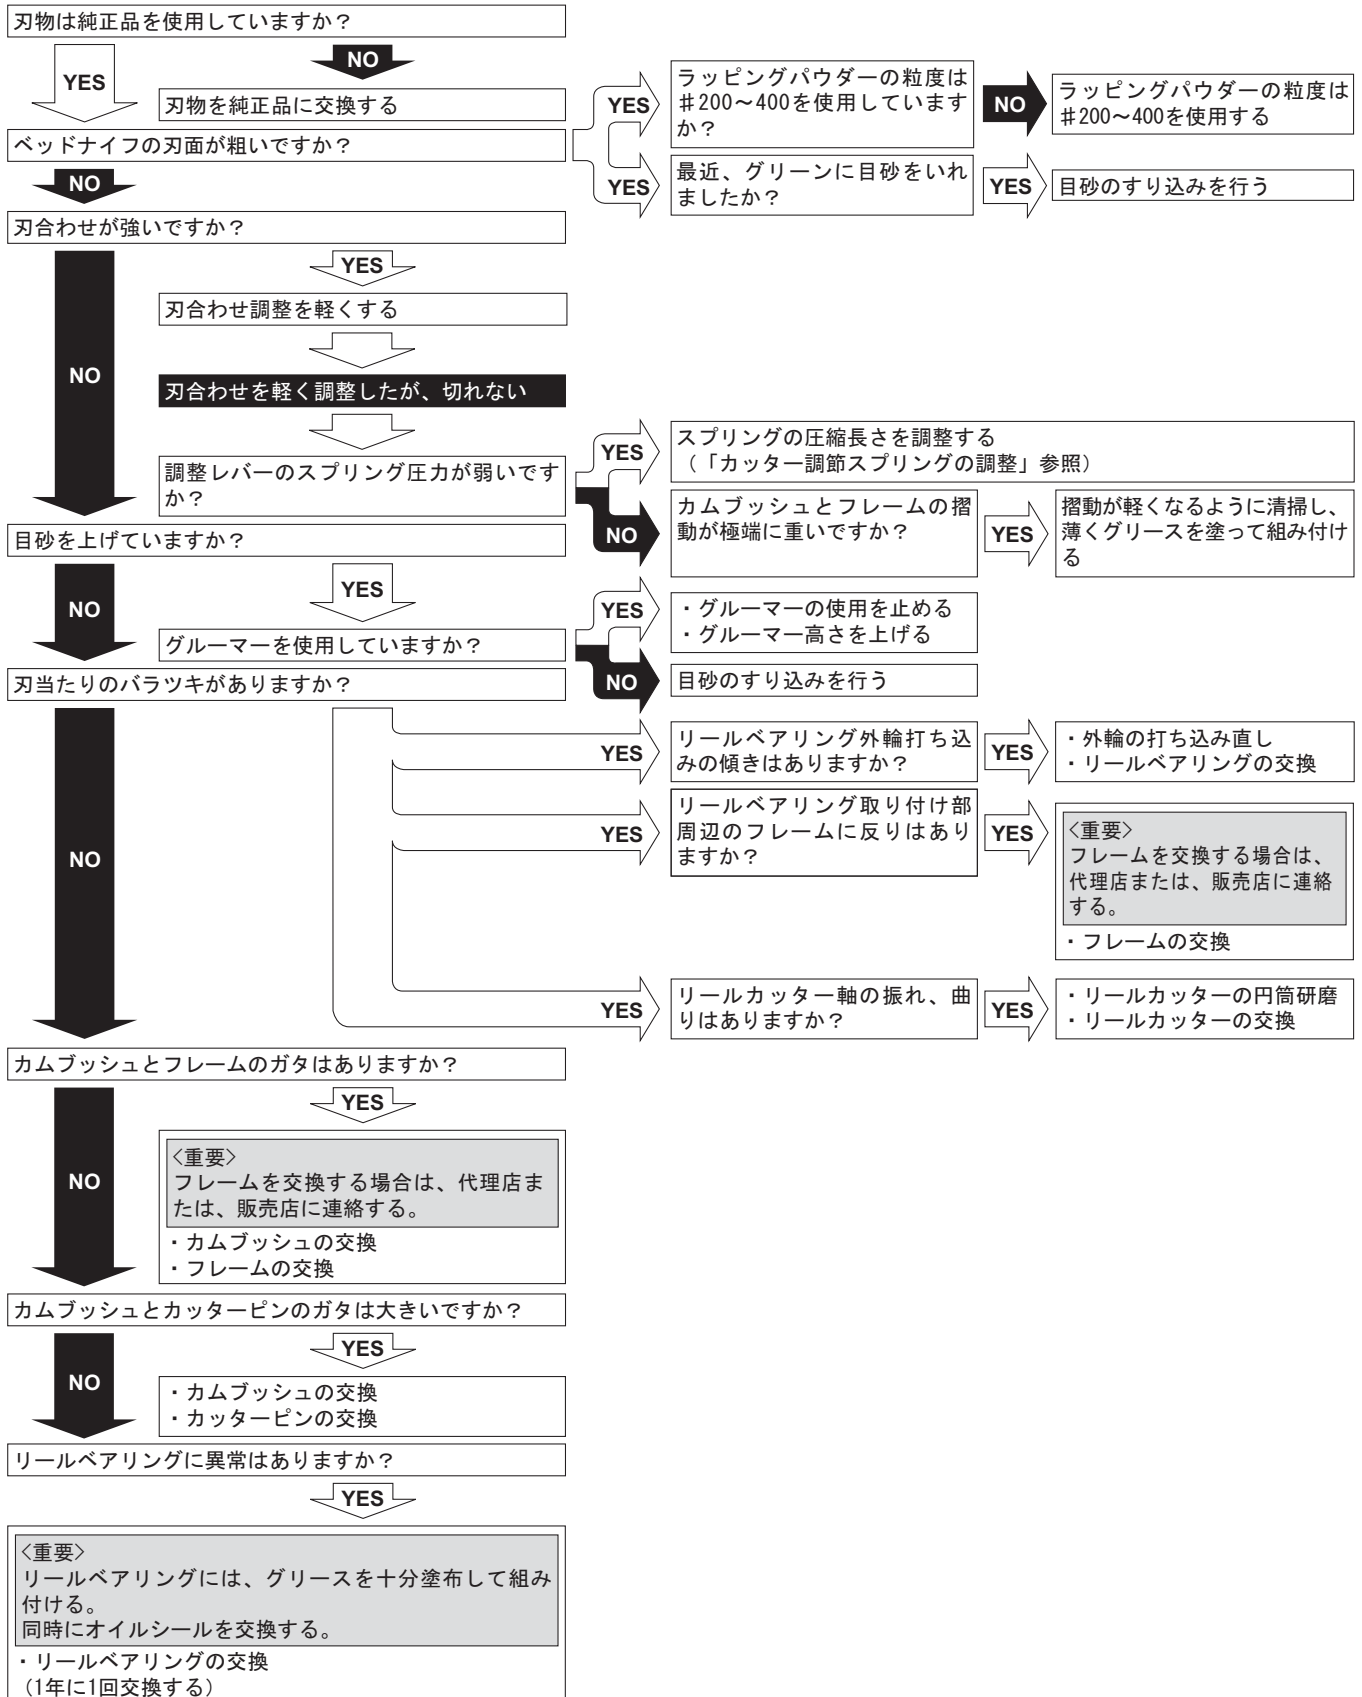 刃物は純正品を使用していますか？
YES
NO
刃物を純正品に交換する
ベッドナイフの刃面が粗いですか？
YES
ラッピングパウダーの粒度は
♯200～400を使用しています
か？
NO
ラッピングパウダーの粒度は
♯200～400を使用する
YES
最近、グリーンに目砂をいれ
ましたか？
YES
目砂のすり込みを行う
NO
刃合わせが強いですか？
YES
刃合わせ調整を軽くする
NO
刃合わせを軽く調整したが、切れない
調整レバーのスプリング圧力が弱いです
か？
YES
スプリングの圧縮長さを調整する
（「カッター調節スプリングの調整」参照）
NO
カムブッシュとフレームの摺
動が極端に重いですか？
YES
摺動が軽くなるように清掃し、
薄くグリースを塗って組み付け
る
目砂を上げていますか？
NO
YES
グルーマーを使用していますか？
YES
・グルーマーの使用を止める
・グルーマー高さを上げる
NO
目砂のすり込みを行う
刃当たりのバラツキがありますか？
YES
リールベアリング外輪打ち込
みの傾きはありますか？
YES
・外輪の打ち込み直し
・リールベアリングの交換
YES
リールベアリング取り付け部
周辺のフレームに反りはあり
ますか？
YES
〈重要〉
フレームを交換する場合は、
代理店または、販売店に連絡
する。
・フレームの交換
NO
YES
リールカッター軸の振れ、曲
りはありますか？
YES
・リールカッターの円筒研磨
・リールカッターの交換
カムブッシュとフレームのガタはありますか？
YES
NO
〈重要〉
フレームを交換する場合は、代理店ま
たは、販売店に連絡する。
・カムブッシュの交換
・フレームの交換
カムブッシュとカッターピンのガタは大きいですか？
YES
NO
・カムブッシュの交換
・カッターピンの交換
リールベアリングに異常はありますか？
YES
〈重要〉
リールベアリングには、グリースを十分塗布して組み
付ける。
同時にオイルシールを交換する。
・リールベアリングの交換
（1年に1回交換する）